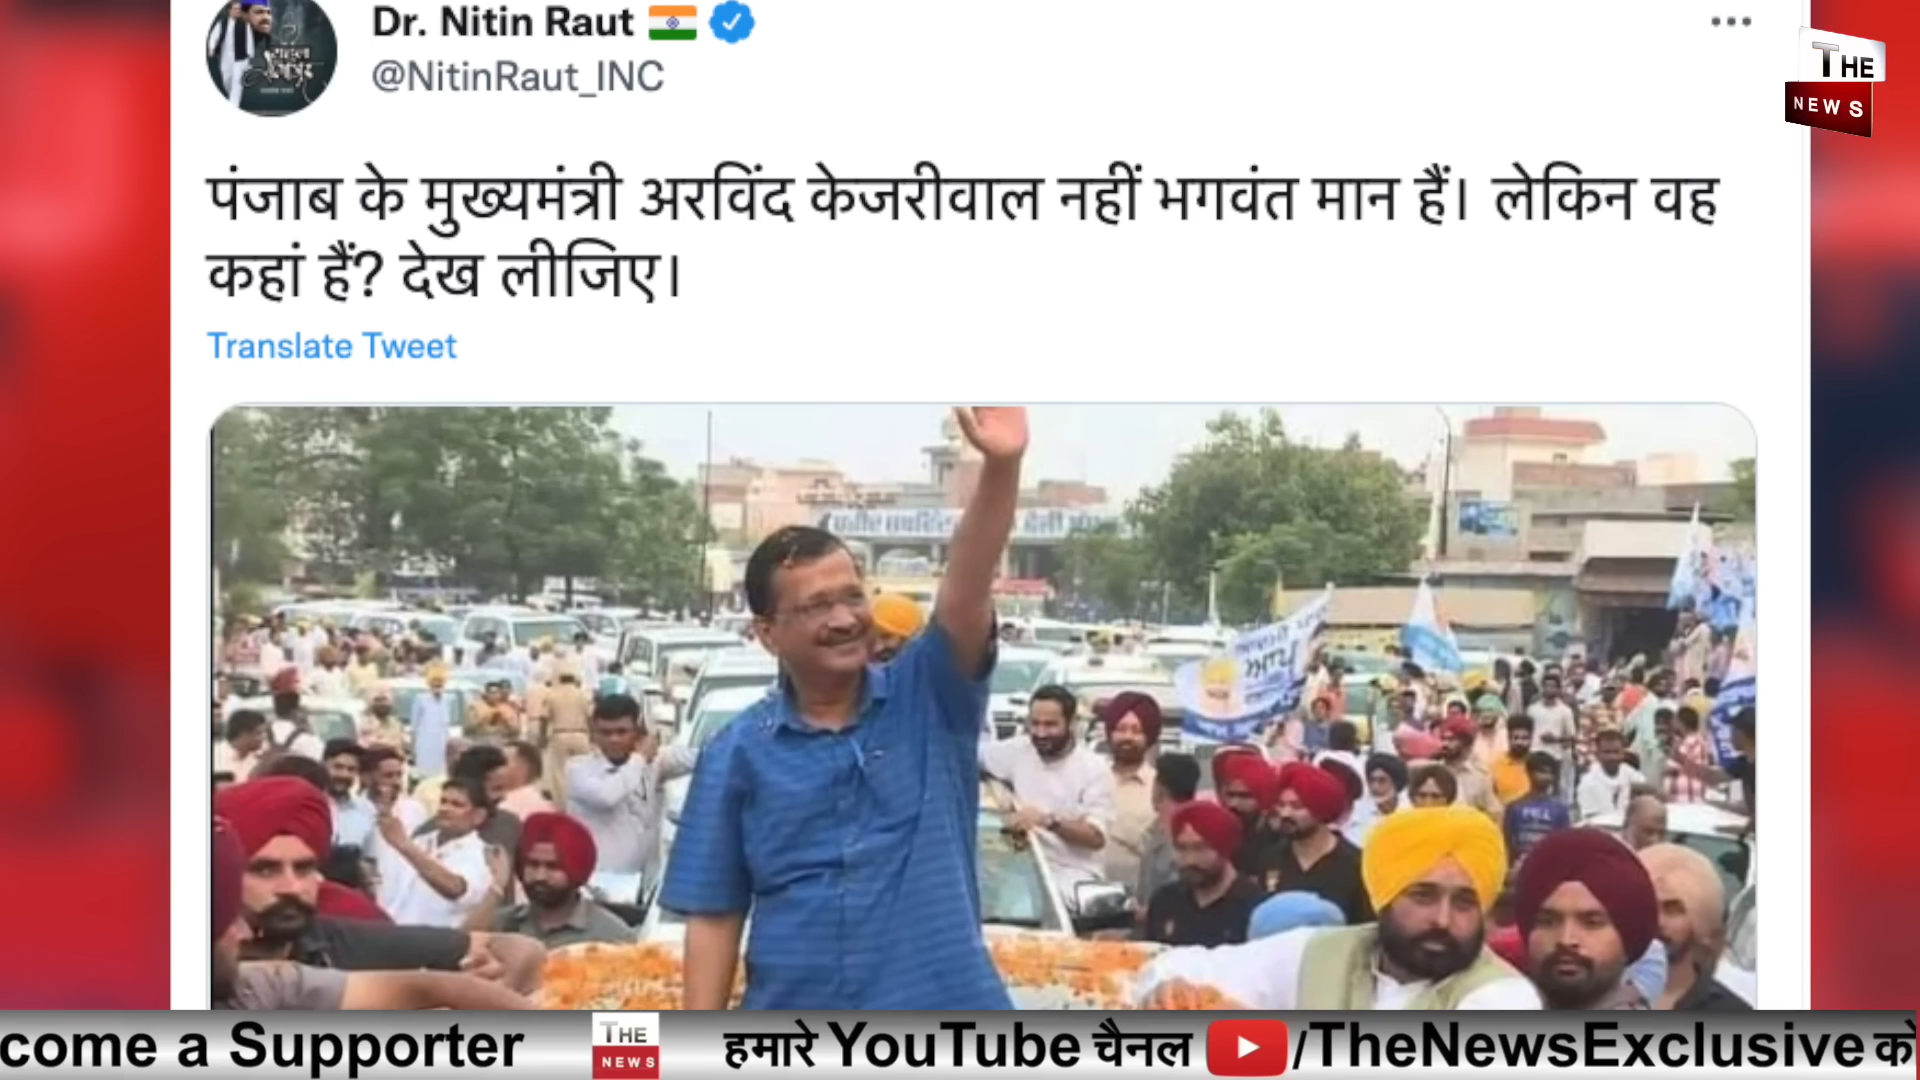 Dr. Nitin Raut
@NitinRaut_INC
THE
NEWS
पंजाब के मुख्यमंत्री अरविंद केजरीवाल नहीं भगवंत मान हैं। लेकिन वह
कहां हैं? देख लीजिए।
Translate Tweet
come a Supporter THE NEWS हमारे YouTube चैनल /TheNewsExclusive को